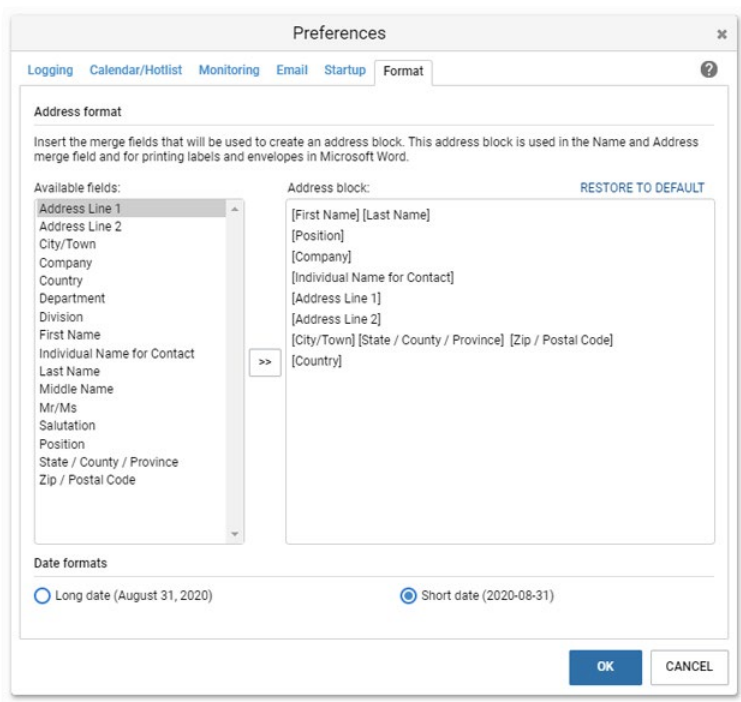 Preferences
Logging Calendar/Hotlist Monitoring Email Startup Format
Address format
Insert the merge fields that will be used to create an address block. This address block is used in the Name and Address
merge field and for printing labels and envelopes in Microsoft Word.
Available fields:
Address Line 1
Address Line 2
City/Town
Company
Country
Department
Division
First Name
Individual Name for Contact
Last Name
Middle Name
Mr/Ms
Salutation
Position
State / County / Province
Zip / Postal Code
>>
Address block: RESTORE TO DEFAULT
[First Name] [Last Name]
[Position]
[Company]
[Individual Name for Contact]
[Address Line 1]
[Address Line 2]
[City/Town] [State / County / Province] [Zip / Postal Code]
[Country]
Date formats
Long date (August 31, 2020) Short date (2020-08-31)
OK CANCEL